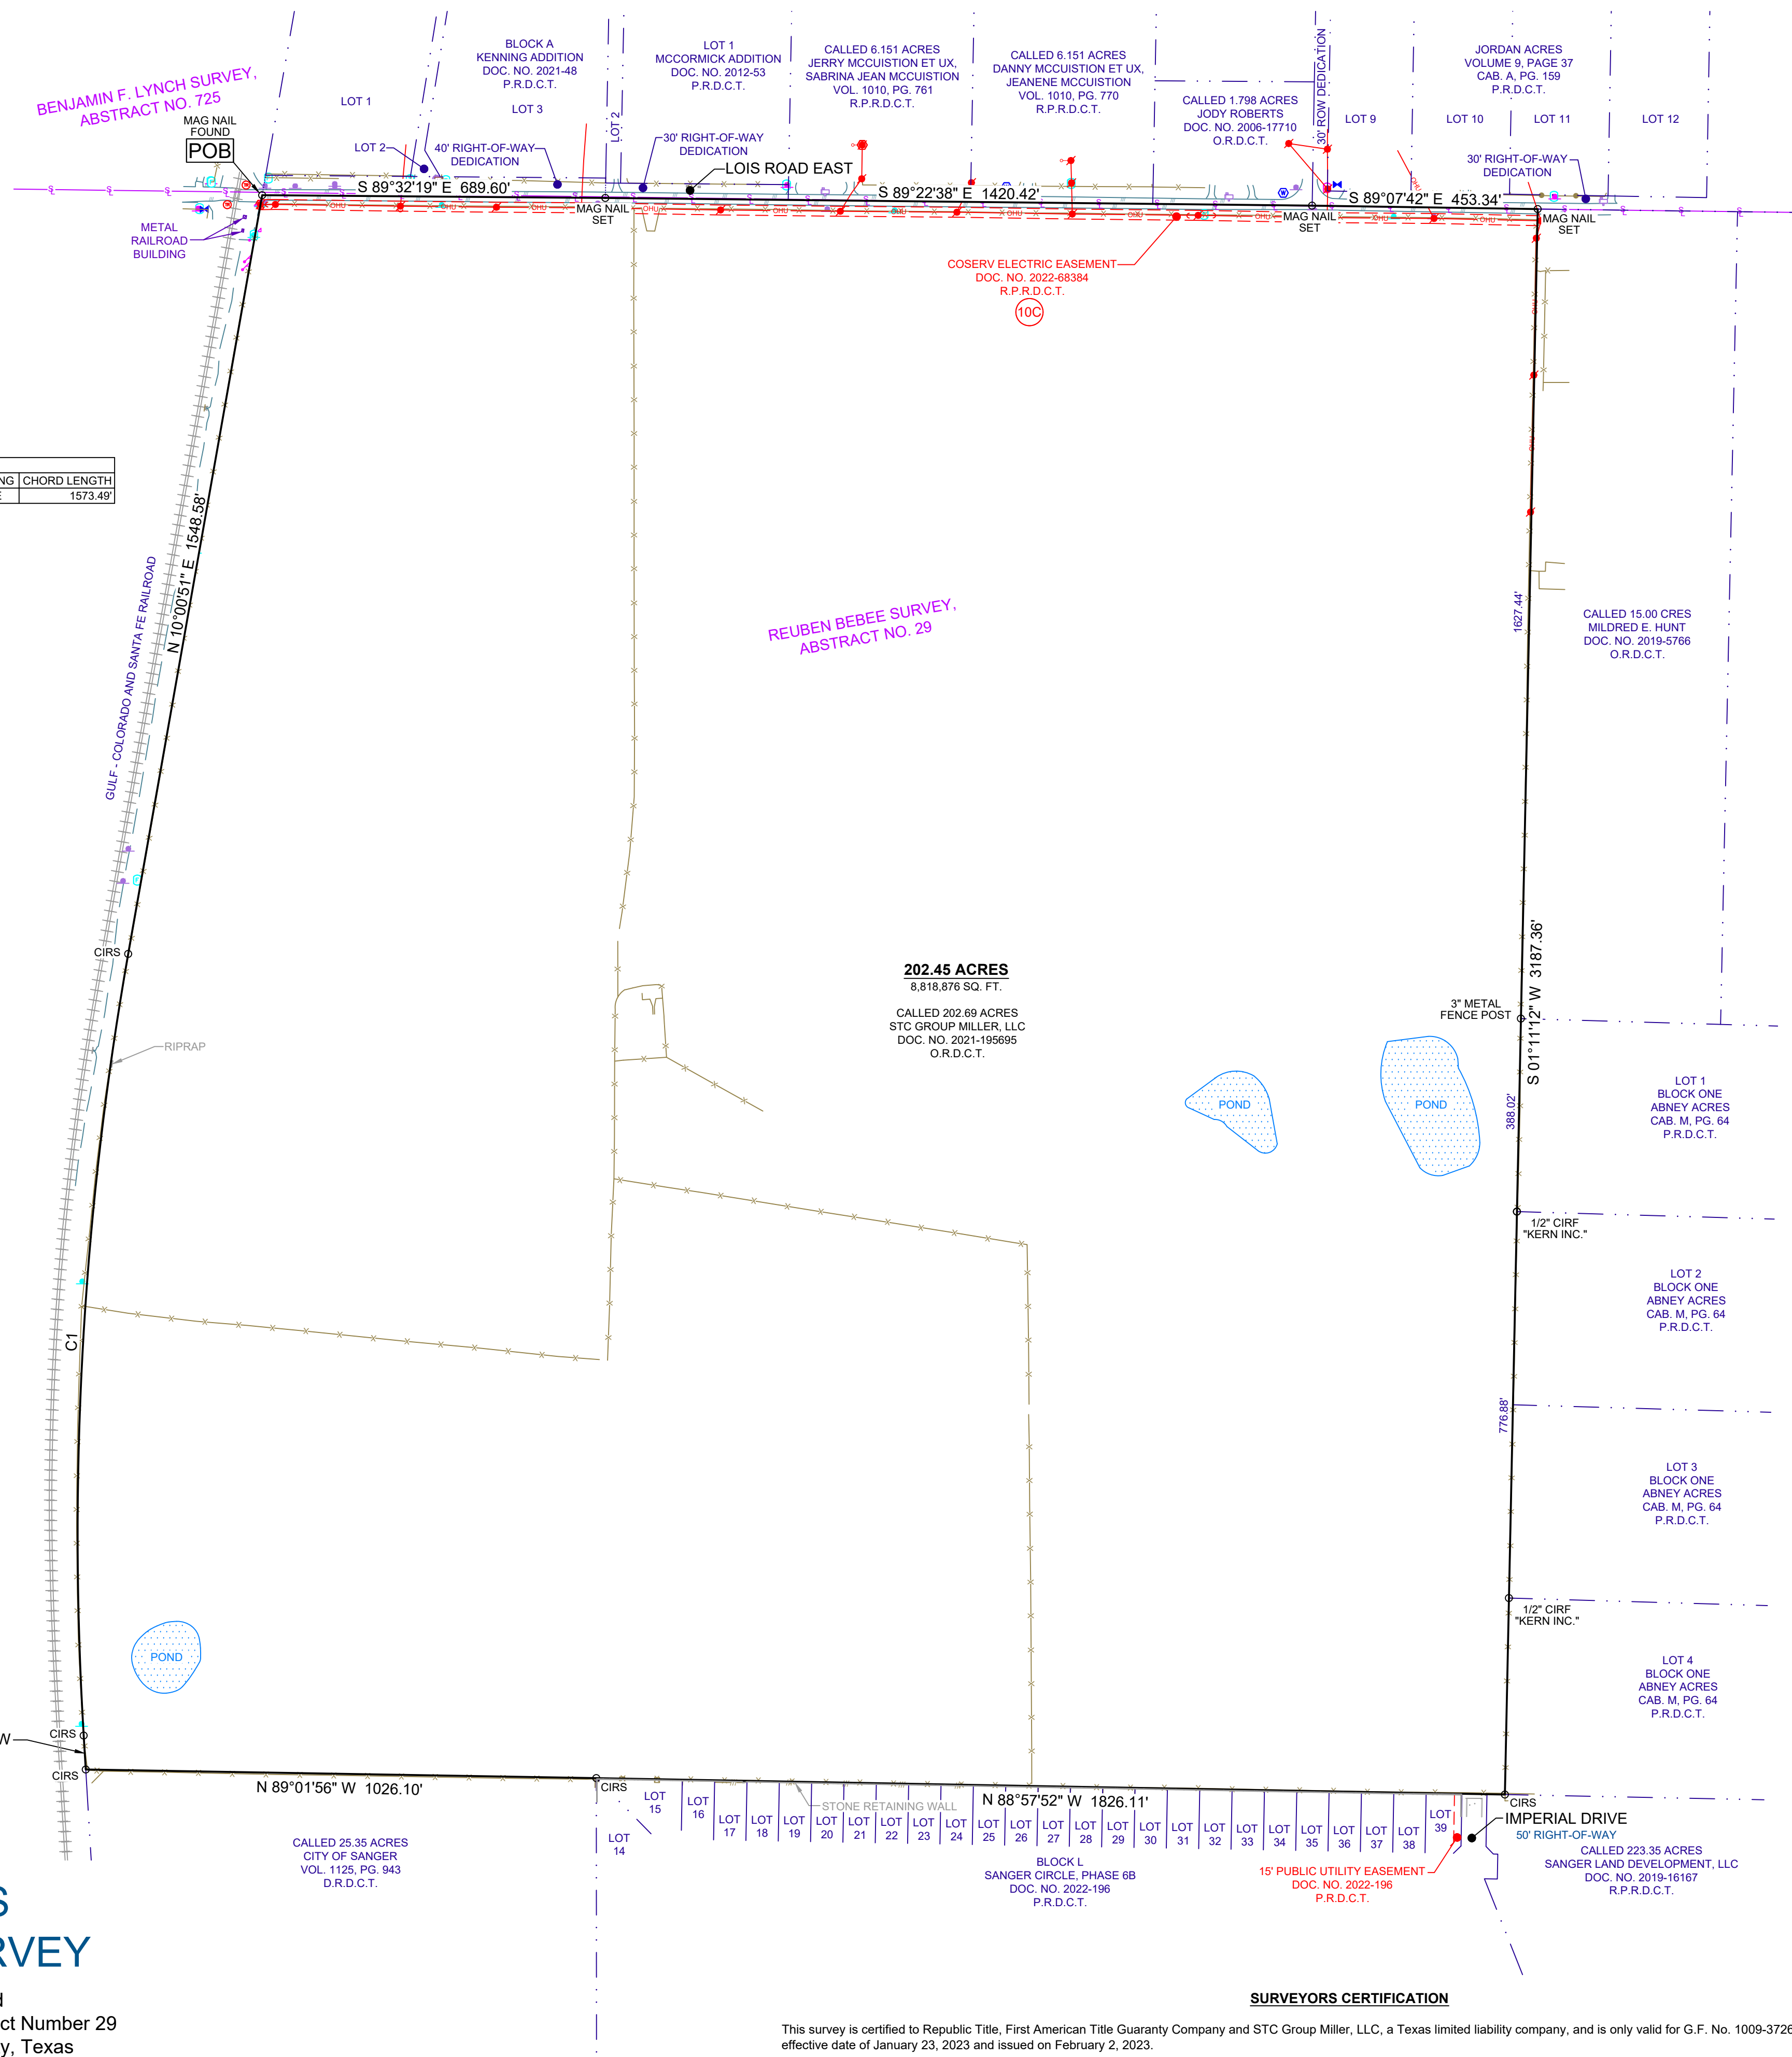 BENJAMIN F. LYNCH SURVEY,
ABSTRACT NO. 725
MAG NAIL
FOUND
POB
LOT 1
LOT 2
BLOCK A
KENNING ADDITION
DOC. NO. 2021-48
P.R.D.C.T.
LOT 3
40' RIGHT-OF-WAY
DEDICATION
LOT 2
LOT 1
MCCORMICK ADDITION
DOC. NO. 2012-53
P.R.D.C.T.
30' RIGHT-OF-WAY
DEDICATION
LOIS ROAD EAST
CALLED 6.151 ACRES
JERRY MCCUISTION ET UX,
SABRINA JEAN MCCUISTION
VOL. 1010, PG. 761
R.P.R.D.C.T.
CALLED 6.151 ACRES
DANNY MCCUISTION ET UX,
JEANENE MCCUISTION
VOL. 1010, PG. 770
R.P.R.D.C.T.
CALLED 1.798 ACRES
JODY ROBERTS
DOC. NO. 2006-17710
O.R.D.C.T.
30' ROW DEDICATION
JORDAN ACRES
VOLUME 9, PAGE 37
CAB. A, PG. 159
P.R.D.C.T.
LOT 9
LOT 10
LOT 11
LOT 12
30' RIGHT-OF-WAY
DEDICATION
S 89°32'19" E 689.60'
S 89°22'38" E 1420.42'
S 89°07'42" E 453.34'
MAG NAIL
SET
MAG NAIL
SET
MAG NAIL
SET
OHU
OHU
OHU
OHU
OHU
OHU
OHU
OHU
OHU
OHU
OHU
OHU
OHU
METAL
RAILROAD
BUILDING
COSERV ELECTRIC EASEMENT
DOC. NO. 2022-68384
R.P.R.D.C.T.
10C
NG
CHORD LENGTH
E
1573.49'
N 10°00'51" E 1548.58'
GULF - COLORADO AND SANTA FE RAILROAD
REUBEN BEBEE SURVEY,
ABSTRACT NO. 29
1627.44'
CALLED 15.00 CRES
MILDRED E. HUNT
DOC. NO. 2019-5766
O.R.D.C.T.
CIRS
202.45 ACRES
8,818,876 SQ. FT.
CALLED 202.69 ACRES
STC GROUP MILLER, LLC
DOC. NO. 2021-195695
O.R.D.C.T.
S 01°11'12" W 3187.36'
3" METAL
FENCE POST
RIPRAP
POND
POND
388.02'
LOT 1
BLOCK ONE
ABNEY ACRES
CAB. M, PG. 64
P.R.D.C.T.
1/2" CIRF
"KERN INC."
LOT 2
BLOCK ONE
ABNEY ACRES
CAB. M, PG. 64
P.R.D.C.T.
C1
776.88'
LOT 3
BLOCK ONE
ABNEY ACRES
CAB. M, PG. 64
P.R.D.C.T.
1/2" CIRF
"KERN INC."
POND
LOT 4
BLOCK ONE
ABNEY ACRES
CAB. M, PG. 64
P.R.D.C.T.
W
CIRS
CIRS
N 89°01'56" W 1026.10'
CIRS
N 88°57'52" W 1826.11'
CIRS
STONE RETAINING WALL
LOT
14
LOT
15
LOT
16
LOT
17
LOT
18
LOT
19
LOT
20
LOT
21
LOT
22
LOT
23
LOT
24
LOT
25
LOT
26
LOT
27
LOT
28
LOT
29
LOT
30
LOT
31
LOT
32
LOT
33
LOT
34
LOT
35
LOT
36
LOT
37
LOT
38
LOT
39
IMPERIAL DRIVE
50' RIGHT-OF-WAY
CALLED 25.35 ACRES
CITY OF SANGER
VOL. 1125, PG. 943
D.R.D.C.T.
BLOCK L
SANGER CIRCLE, PHASE 6B
DOC. NO. 2022-196
P.R.D.C.T.
15' PUBLIC UTILITY EASEMENT
DOC. NO. 2022-196
P.R.D.C.T.
CALLED 223.35 ACRES
SANGER LAND DEVELOPMENT, LLC
DOC. NO. 2019-16167
R.P.R.D.C.T.
S
RVEY
d
ct Number 29
y, Texas
SURVEYORS CERTIFICATION
This survey is certified to Republic Title, First American Title Guaranty Company and STC Group Miller, LLC, a Texas limited liability company, and is only valid for G.F. No. 1009-3726
effective date of January 23, 2023 and issued on February 2, 2023.